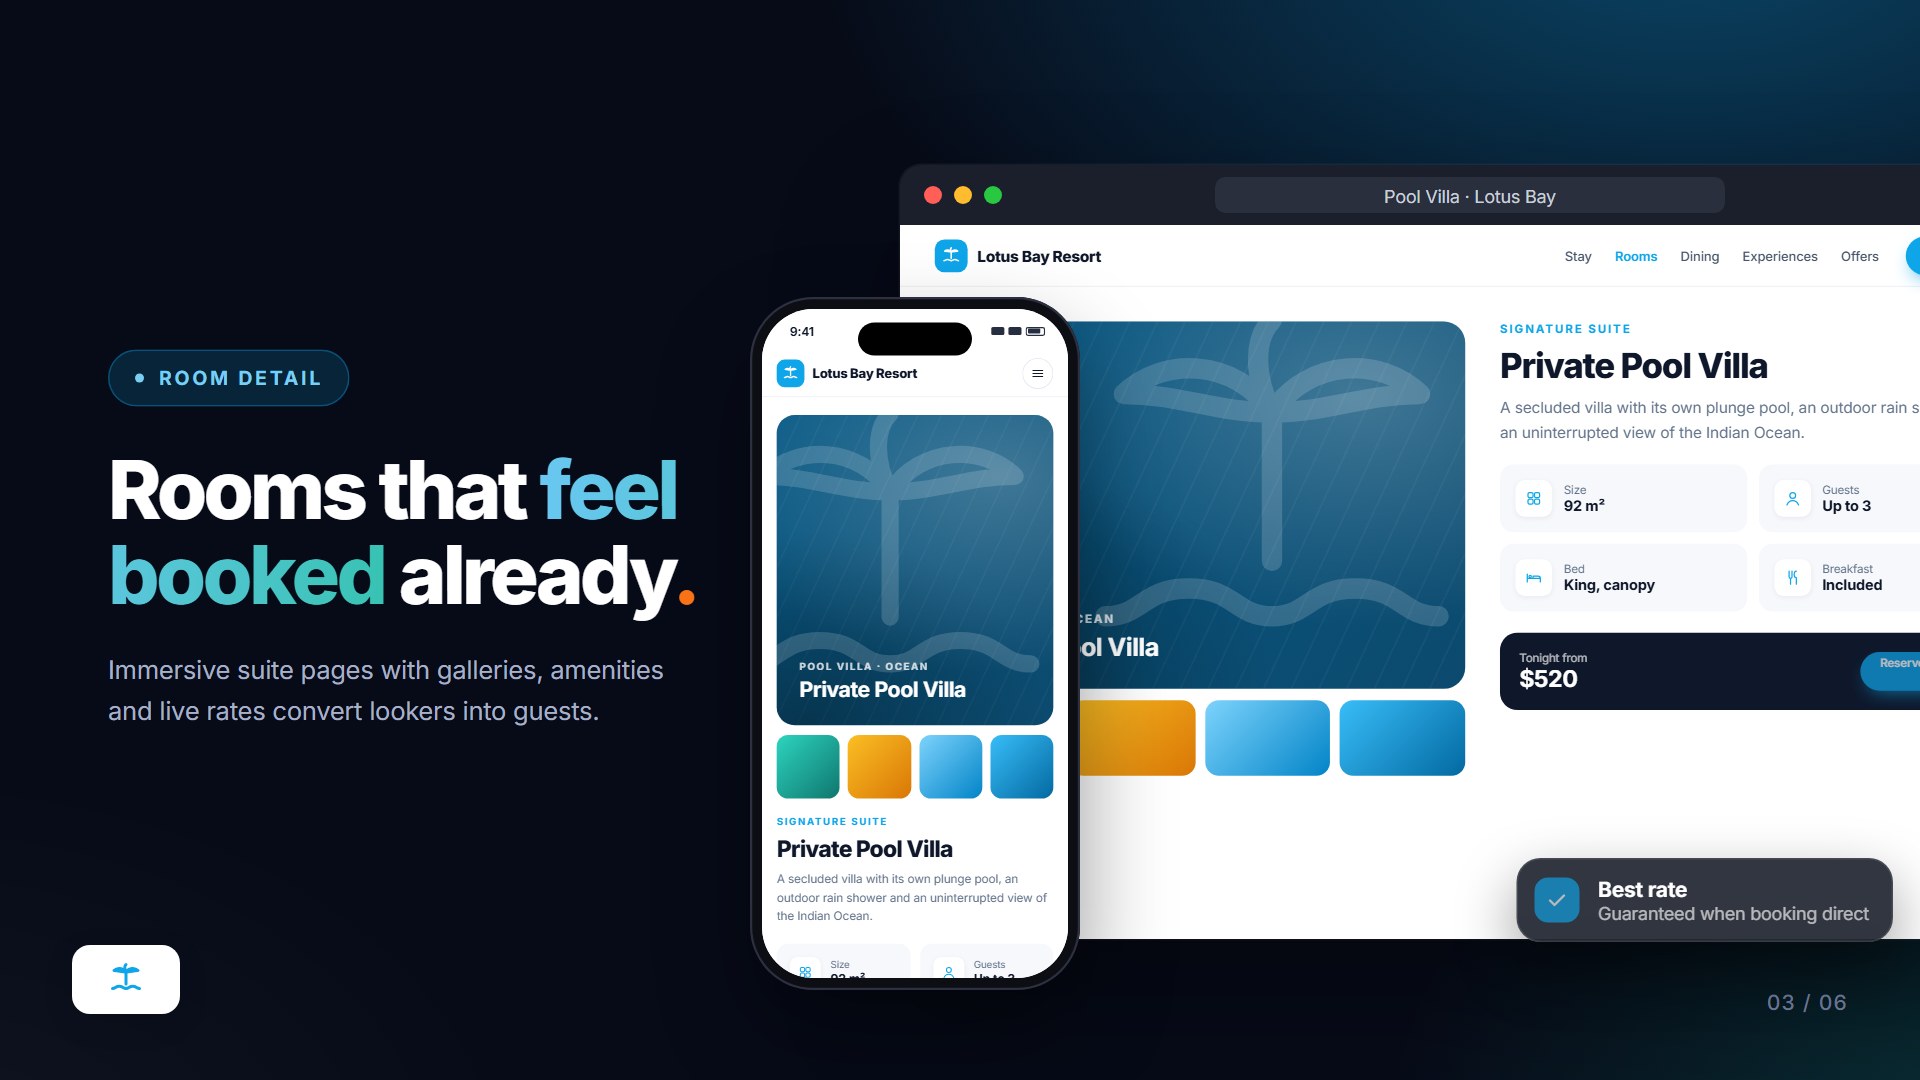 ROOM DETAIL
Rooms that feel
booked already.
Immersive suite pages with galleries, amenities
and live rates convert lookers into guests.
9:41
Lotus Bay Resort
POOL VILLA · OCEAN
Private Pool Villa
SIGNATURE SUITE
Private Pool Villa
A secluded villa with its own plunge pool, an
outdoor rain shower and an uninterrupted view of
the Indian Ocean.
Size
92 m²
Guests
Up to 3
Pool Villa · Lotus Bay
Lotus Bay Resort
Stay
Rooms
Dining
Experiences
Offers
CEAN
ol Villa
SIGNATURE SUITE
Private Pool Villa
A secluded villa with its own plunge pool, an outdoor rain s
an uninterrupted view of the Indian Ocean.
Size
92 m²
Guests
Up to 3
Bed
King, canopy
Breakfast
Included
Tonight from
$520
Reserve
Best rate
Guaranteed when booking direct
03 / 06